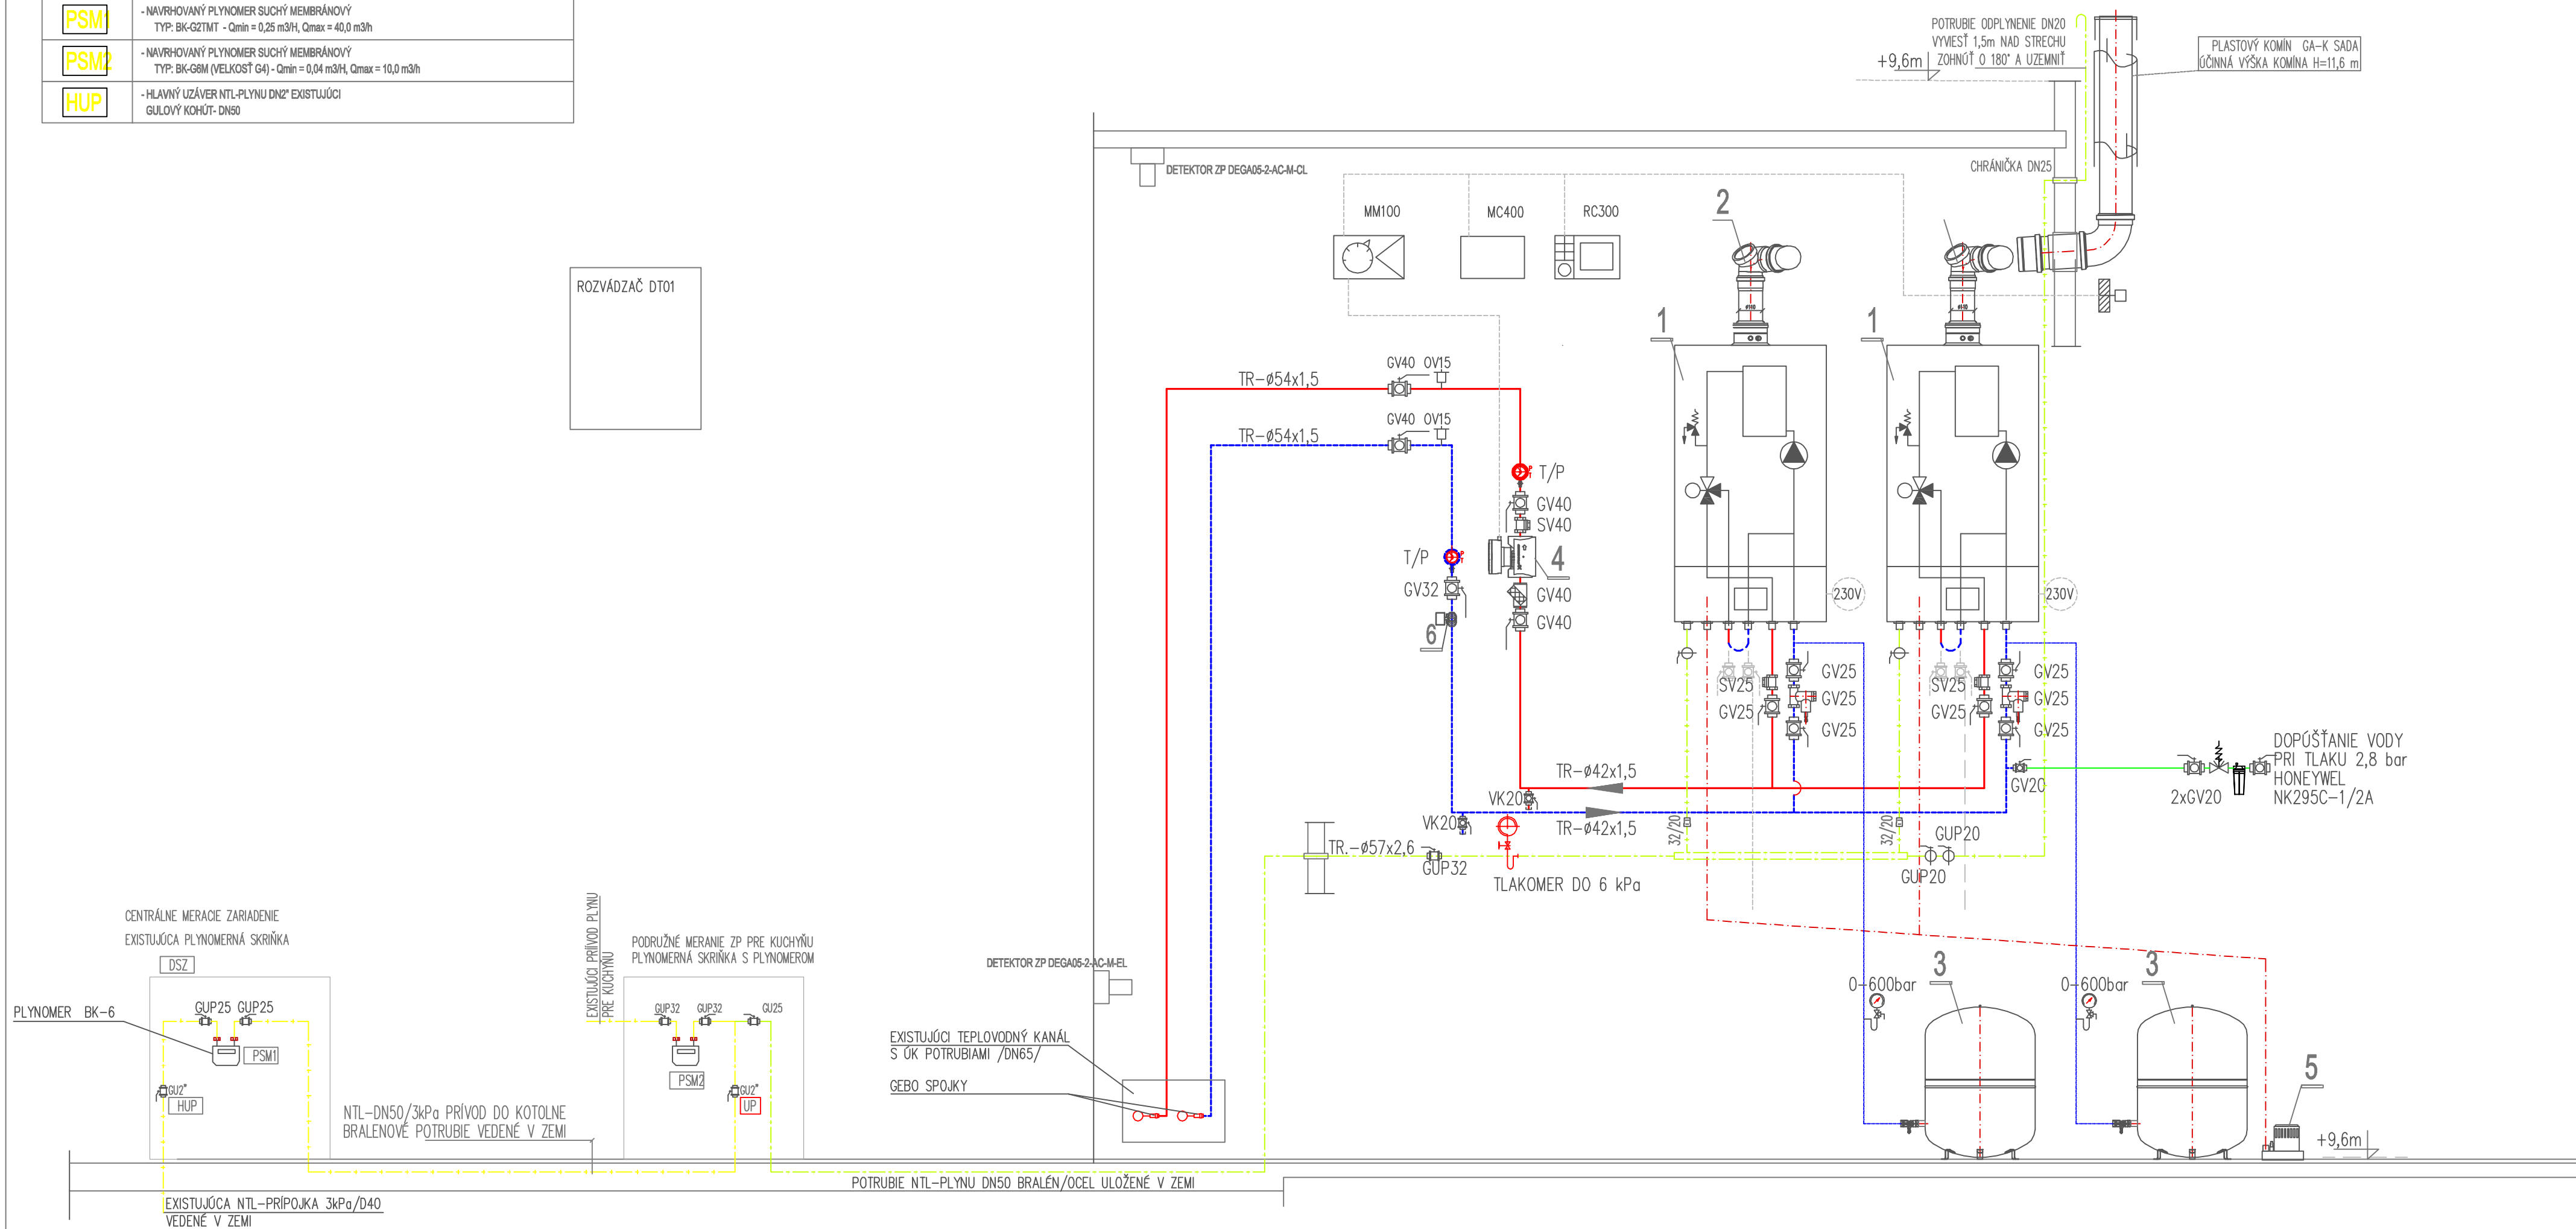 PSM1
- NAVRHOVANÝ PLYNOMER SUCHÝ MEMBRÁNOVÝ
TYP: BK-G2TMT - Qmin = 0,25 m3/H, Qmax = 40,0 m3/h
PSM2
- NAVRHOVANÝ PLYNOMER SUCHÝ MEMBRÁNOVÝ
TYP: BK-G6M (VELKOSŤ G4) - Qmin = 0,04 m3/H, Qmax = 10,0 m3/h
HUP
- HLAVNÝ UZÁVER NTL-PLYNU DN2" EXISTUJÚCI
GULOVÝ KOHÚT- DN50
POTRUBIE ODPLYNENIE DN20
VYVIESŤ 1,5m NAD STRECHU
ZOHNÚŤ O 180° A UZEMNIŤ
+9,6m
PLASTOVÝ KOMÍN GA-K SADA
ÚČINNÁ VÝŠKA KOMÍNA H=11,6 m
CHRÁNIČKA DN25
DETEKTOR ZP DEGA05-2-AC-M-CL
MM100
MC400
RC300
2
ø140
ø140
ROZVÁDZAČ DT01
1
1
GV40 OV15
TR-ø54x1,5
GV40 OV15
TR-ø54x1,5
T/P
GV40
SV40
4
T/P
GV32
GV40
GV40
6
230V
230V
SV25
GV25
GV25
GV25
GV25
SV25
GV25
GV25
GV25
GV25
TR-ø42x1,5
VK20
VK20
TR-ø42x1,5
GV20
2xGV20
DOPÚŠŤANIE VODY
PRI TLAKU 2,8 bar
HONEYWEL
NK295C-1/2A
32/20
32/20
GUP20
GUP20
TR.-ø57x2,6
GUP32
TLAKOMER DO 6 kPa
CENTRÁLNE MERACIE ZARIADENIE
EXISTUJÚCA PLYNOMERNÁ SKRIŇKA
DSZ
PLYNOMER BK-6
GUP25 GUP25
PSM1
GU2"
HUP
EXISTUJÚCI PRÍVOD PLYNU
PRE KUCHYŇU
PODRUŽNÉ MERANIE ZP PRE KUCHYŇU
PLYNOMERNÁ SKRIŇKA S PLYNOMEROM
GUP32
GUP32
GU25
PSM2
GU2"
UP
NTL-DN50/3kPa PRÍVOD DO KOTOLNE
BRALENOVÉ POTRUBIE VEDENÉ V ZEMI
DETEKTOR ZP DEGA05-2-AC-M-EL
EXISTUJÚCI TEPLOVODNÝ KANÁL
S ÚK POTRUBIAMI /DN65/
GEBO SPOJKY
0-600bar
3
0-600bar
3
5
+9,6m
POTRUBIE NTL-PLYNU DN50 BRALÉN/OCEL ULOŽENÉ V ZEMI
EXISTUJÚCA NTL-PRÍPOJKA 3kPa/D40
VEDENÉ V ZEMI